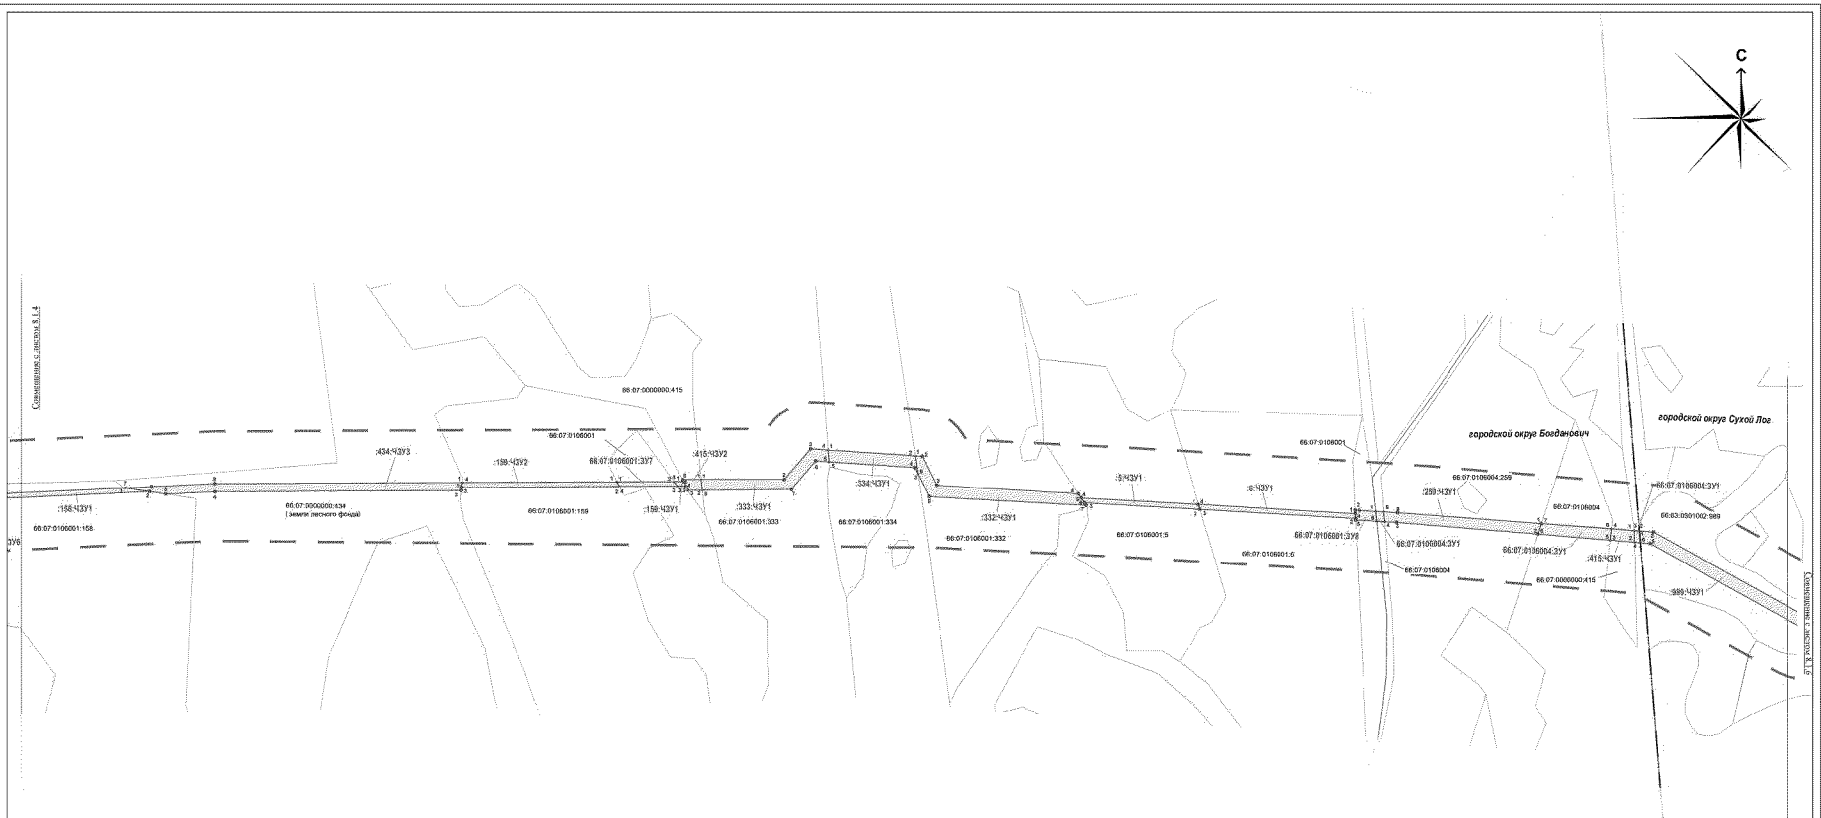 С
Совмещение с листом 8.1.4
городской округ Сухой Лог
городской округ Богданович
66:07:0000000:415
66:07:0106001
66:07:0106001:ЗУ7
:434:ЧЗУ3
:159:ЧЗУ2
:415:ЧЗУ2
:158:ЧЗУ1
66:07:0106001:158
66:07:0000000:434
(земли лесного фонда)
66:07:0106001:159
:159:ЧЗУ1
:333:ЧЗУ1
66:07:0106001:333
:334:ЧЗУ1
66:07:0106001:334
:332:ЧЗУ1
66:07:0106001:332
:5:ЧЗУ1
66:07:0106001:5
:6:ЧЗУ1
66:07:0106001:6
66:07:0106001
66:07:0106001:ЗУ8
66:07:0106004:259
:259:ЧЗУ1
66:07:0106004
66:07:0106004:ЗУ1
66:63:0301002:989
66:07:0106004:ЗУ1
66:07:0106004
66:07:0106004:ЗУ1
:415:ЧЗУ1
66:07:0000000:415
:989:ЧЗУ1
Совмещение с листом 8.1.6